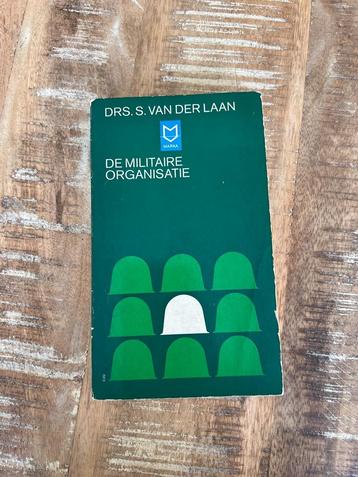 DRS. S. VAN DER LAAN
MARKA
DE MILITAIRE
ORGANISATIE